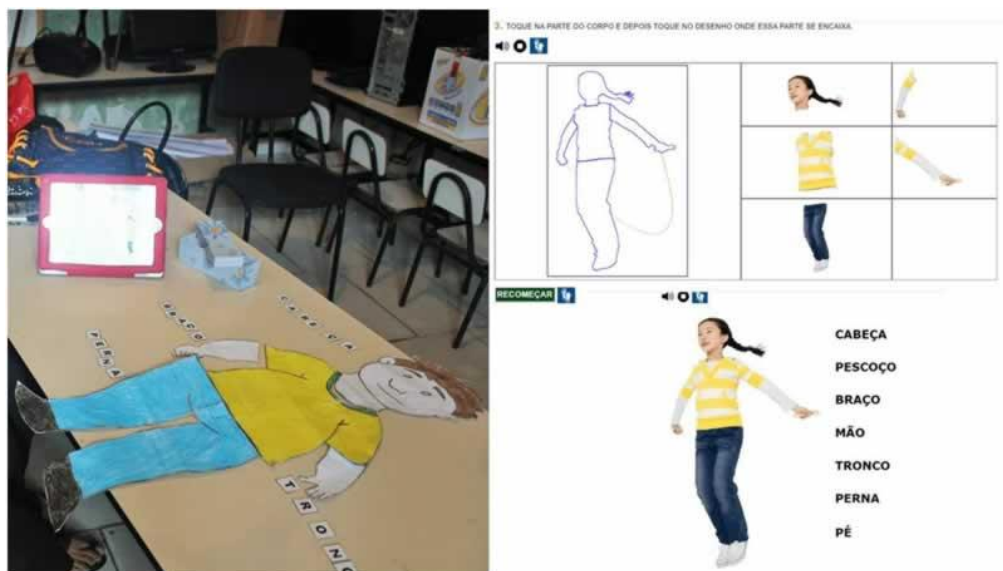 PERNA
BRAÇO
CABEÇA
TRONC
3. TOQUE NA PARTE DO CORPO E DEPOIS TOQUE NO DESENHO ONDE ESSA PARTE SE ENCAIXA.
RECOMEÇAR
CABEÇA
PESCOÇO
BRAÇO
MÃO
TRONCO
PERNA
PÉ